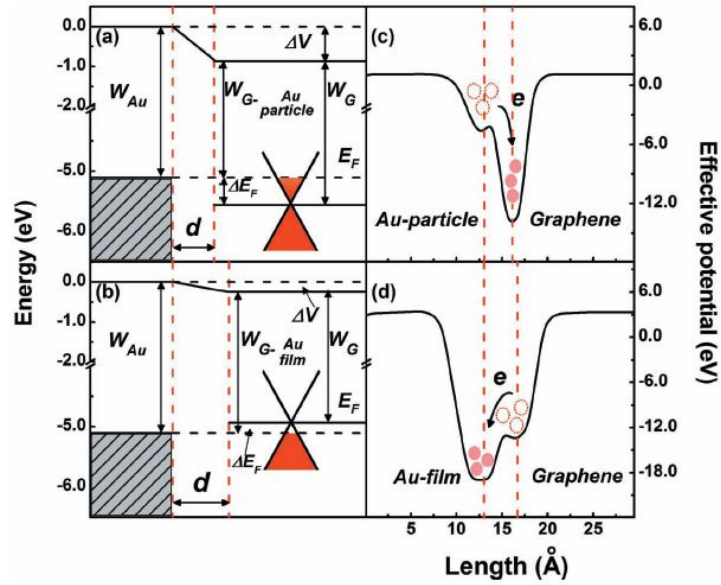 Energy (eV)
0.0
-1.0
-2.0
-5.0
-6.0
(a)
ΔV
W_Au
W_G- Au particle
W_G
E_F
ΔE_F
d
0.0
-1.0
-2.0
-5.0
-6.0
(b)
ΔV
W_Au
W_G- Au film
W_G
E_F
ΔE_F
d
(c)
e
Au-particle
Graphene
6.0
0.0
-6.0
-12.0
(d)
e
Au-film
Graphene
6.0
0.0
-6.0
-12.0
-18.0
Effective potential (eV)
5 10 15 20 25
Length (Å)